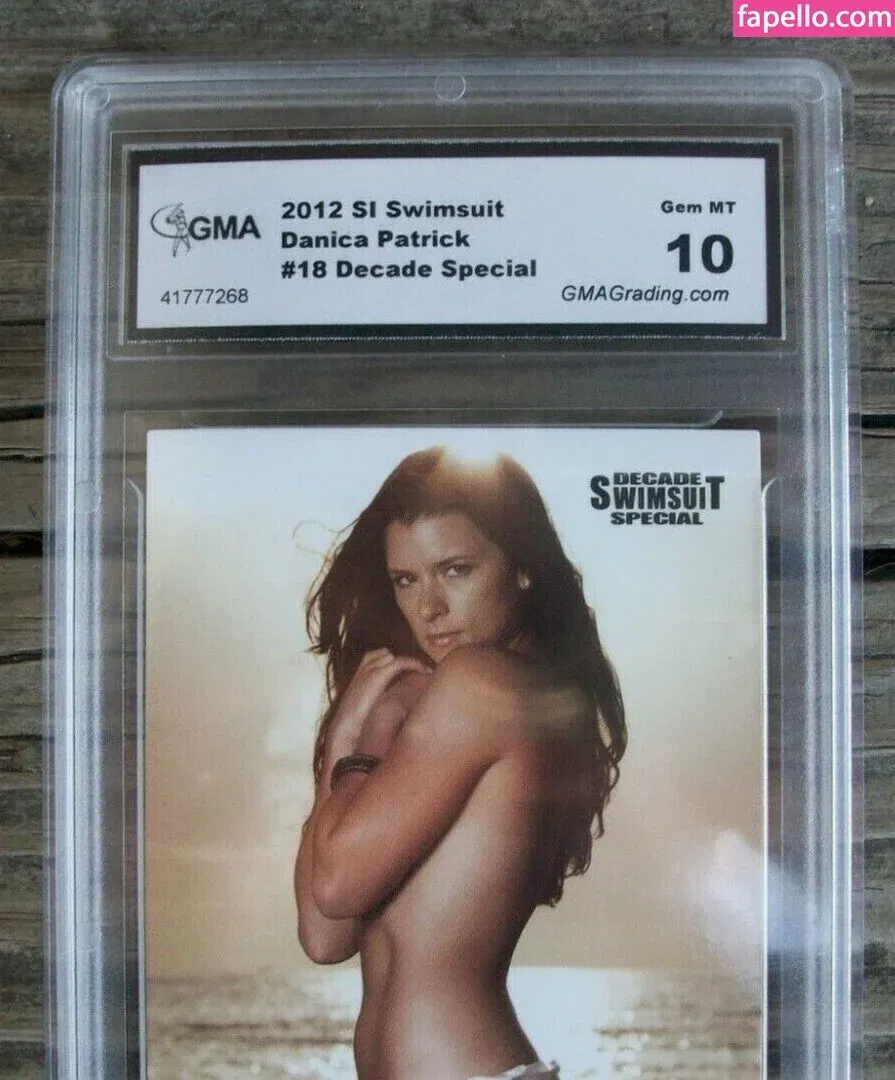 fapello.com
GMA
2012 SI Swimsuit
Danica Patrick
#18 Decade Special
41777268
Gem MT
10
GMAGrading.com
DECADE
SWIMSUIT
SPECIAL